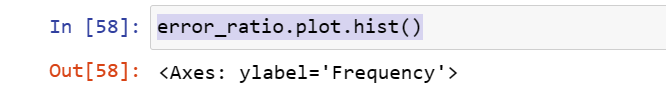 In [58]: error_ratio.plot.hist()
Out[58]: <Axes: ylabel='Frequency'>